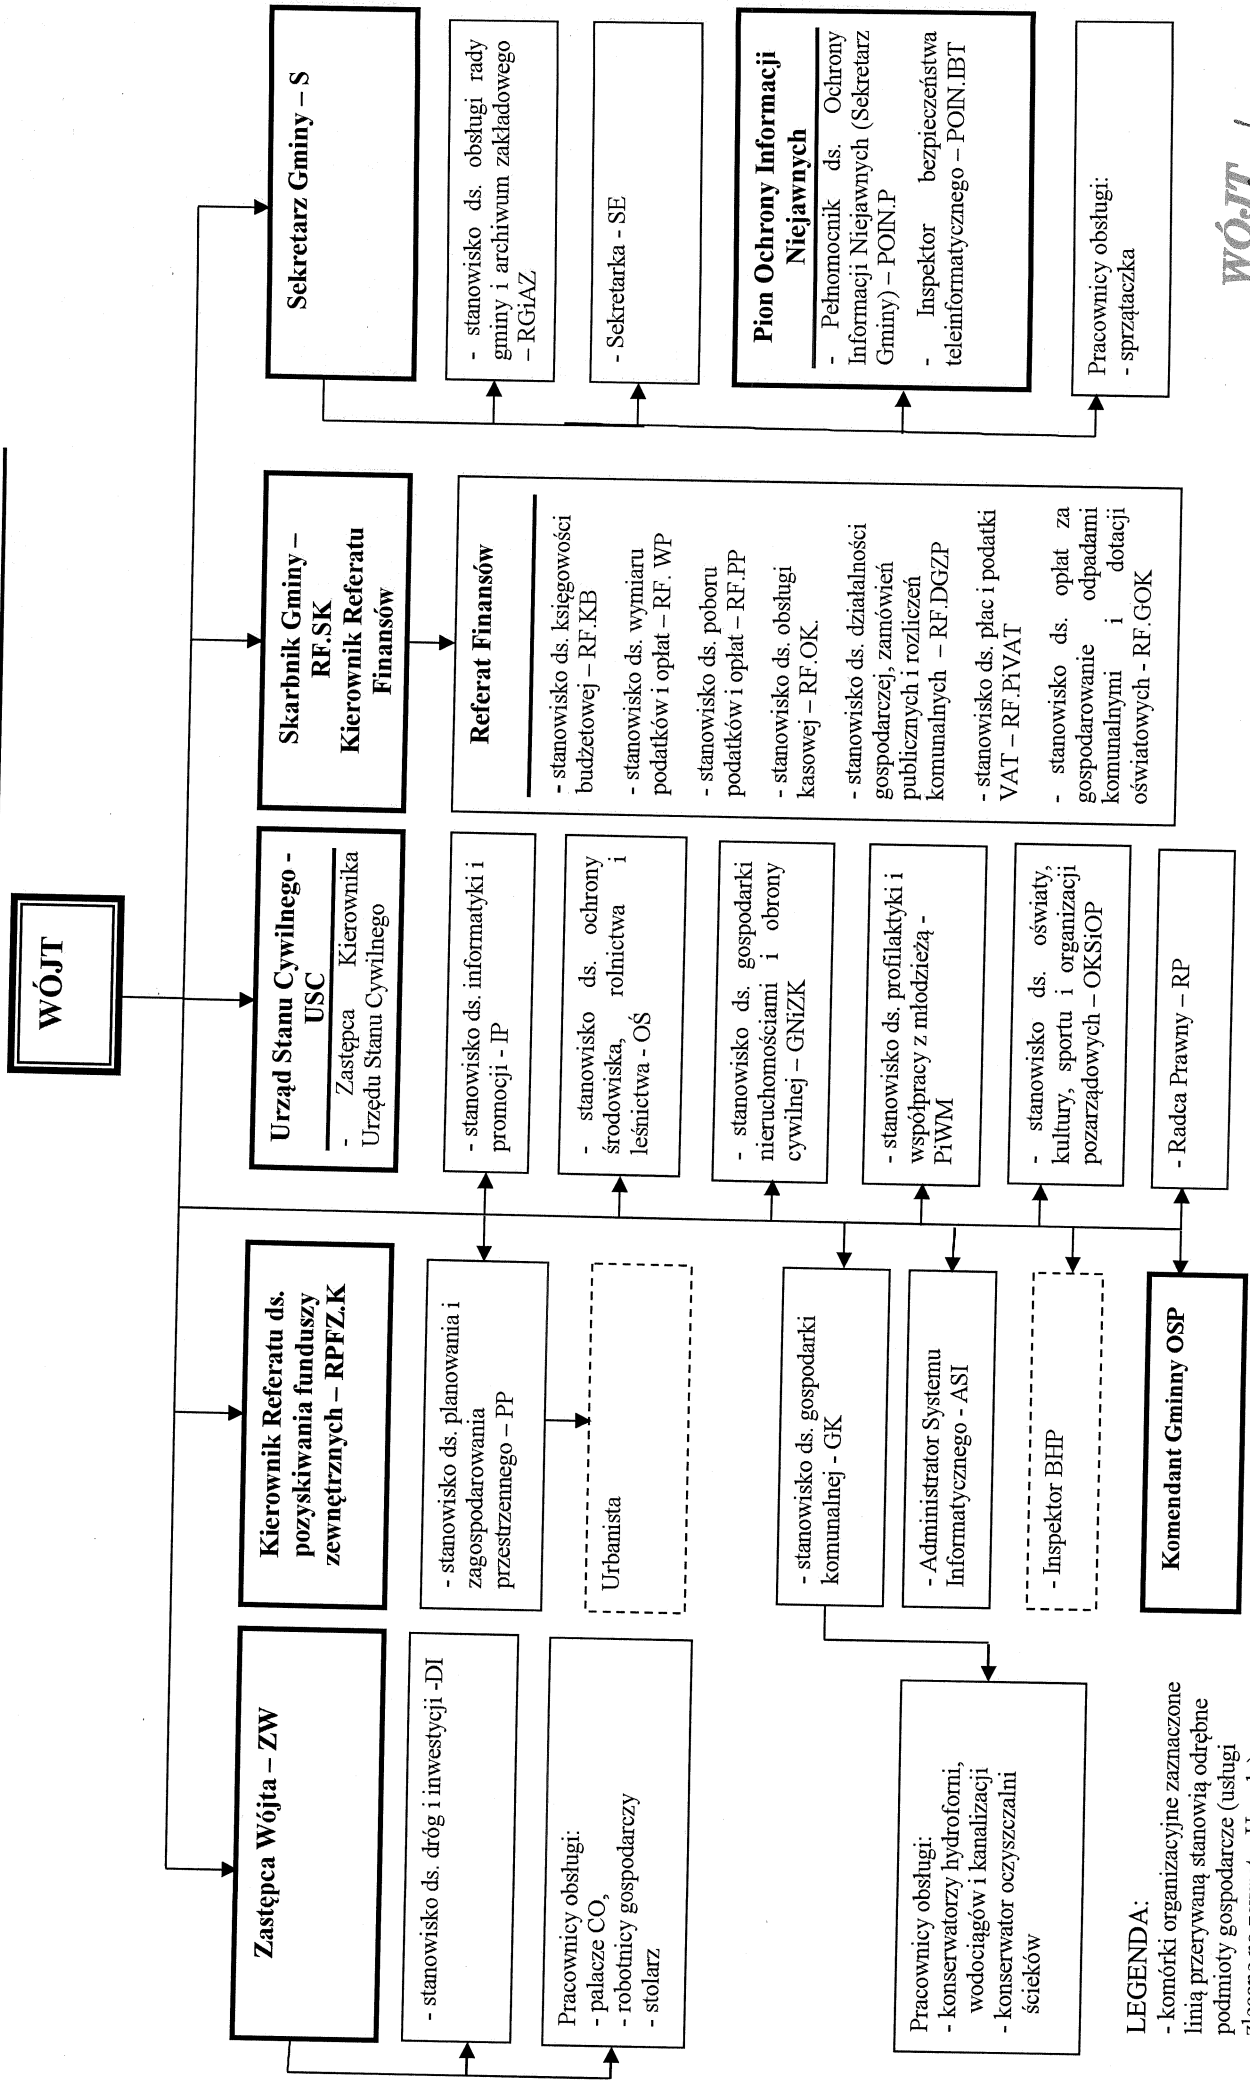 WÓJT
Zastępca Wójta – ZW
- stanowisko ds. dróg i inwestycji -DI
Pracownicy obsługi:
- palacze CO,
- robotnicy gospodarczy
- stolarz
Kierownik Referatu ds.
pozyskiwania funduszy
zewnętrznych – RPFZ.K
- stanowisko ds. planowania i
zagospodarowania
przestrzennego – PP
Urbanista
- stanowisko ds. gospodarki
komunalnej - GK
- Administrator Systemu
Informatycznego - ASI
- Inspektor BHP
Komendant Gminny OSP
Pracownicy obsługi:
- konserwatorzy hydroforni,
wodociągów i kanalizacji
- konserwator oczyszczalni
ścieków
Urząd Stanu Cywilnego -
USC
- Zastępca Kierownika
Urzędu Stanu Cywilnego
- stanowisko ds. informatyki i
promocji - IP
- stanowisko ds. ochrony
środowiska, rolnictwa i
leśnictwa - OŚ
- stanowisko ds. gospodarki
nieruchomościami i obrony
cywilnej – GNiZK
- stanowisko ds. profilaktyki i
współpracy z młodzieżą -
PiWM
- stanowisko ds. oświaty,
kultury, sportu i organizacji
pozarządowych – OKSiOP
- Radca Prawny – RP
Skarbnik Gminy –
RF.SK
Kierownik Referatu
Finansów
Referat Finansów
- stanowisko ds. księgowości
budżetowej – RF.KB
- stanowisko ds. wymiaru
podatków i opłat – RF. WP
- stanowisko ds. poboru
podatków i opłat – RF.PP
- stanowisko ds. obsługi
kasowej – RF.OK.
- stanowisko ds. działalności
gospodarczej, zamówień
publicznych i rozliczeń
komunalnych – RF.DGZP
- stanowisko ds. płac i podatki
VAT – RF.PiVAT
- stanowisko ds. opłat za
gospodarowanie odpadami
komunalnymi i dotacji
oświatowych - RF.GOK
Sekretarz Gminy – S
- stanowisko ds. obsługi rady
gminy i archiwum zakładowego
– RGiAZ
- Sekretarka - SE
Pion Ochrony Informacji
Niejawnych
- Pełnomocnik ds. Ochrony
Informacji Niejawnych (Sekretarz
Gminy) – POIN.P
- Inspektor bezpieczeństwa
teleinformatycznego – POIN.IBT
Pracownicy obsługi:
- sprzątaczka
LEGENDA:
- komórki organizacyjne zaznaczone
linią przerywaną stanowią odrębne
podmioty gospodarcze (usługi
WÓJT